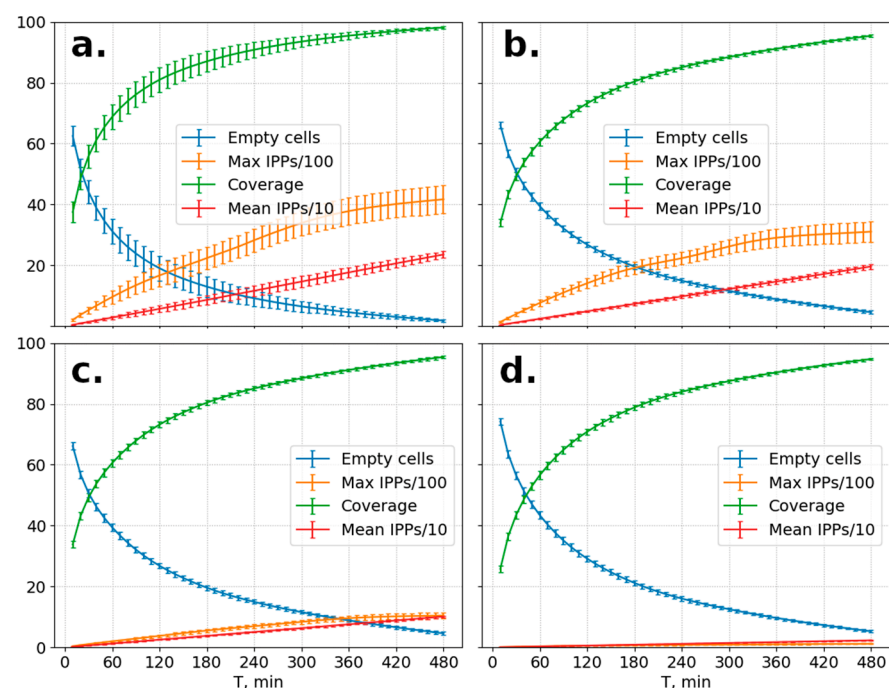 100
a.
b.
80
60
Empty cells
Max IPPs/100
Coverage
Mean IPPs/10
Empty cells
Max IPPs/100
Coverage
Mean IPPs/10
40
20
100
c.
d.
80
60
Empty cells
Max IPPs/100
Coverage
Mean IPPs/10
Empty cells
Max IPPs/100
Coverage
Mean IPPs/10
40
20
0
0 60 120 180 240 300 360 420 480
0 60 120 180 240 300 360 420 480
T, min
T, min